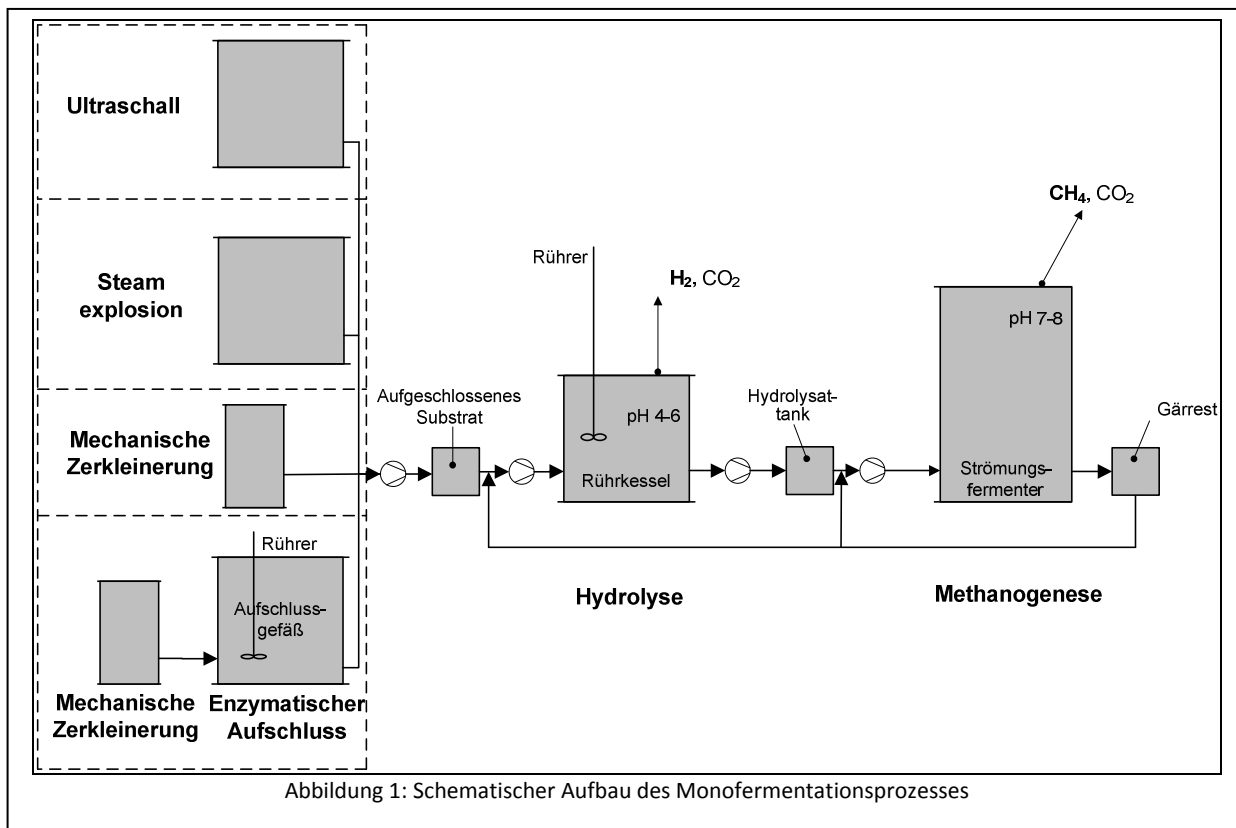 Ultraschall
Steam
explosion
Mechanische
Zerkleinerung
Rührer
Aufschluss-
gefäß
Mechanische
Zerkleinerung
Enzymatischer
Aufschluss
Aufgeschlossenes
Substrat
Rührer
H₂, CO₂
pH 4-6
Rührkessel
Hydrolyse
Hydrolysat-
tank
CH₄, CO₂
pH 7-8
Strömungs-
fermenter
Gärrest
Methanogenese
Abbildung 1: Schematischer Aufbau des Monofermentationsprozesses